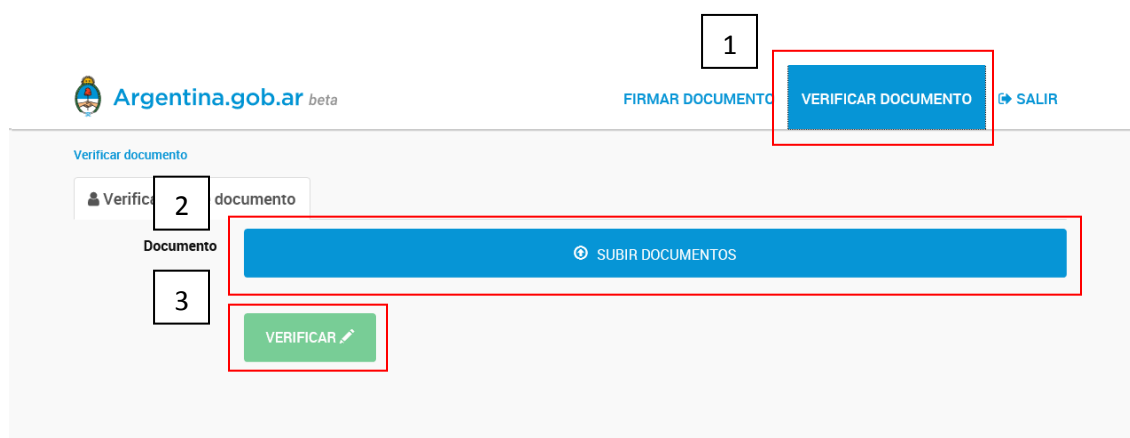 1
Argentina.gob.ar beta
FIRMAR DOCUMENTO
VERIFICAR DOCUMENTO
SALIR
Verificar documento
Verifica documento
2
Documento
SUBIR DOCUMENTOS
3
VERIFICAR